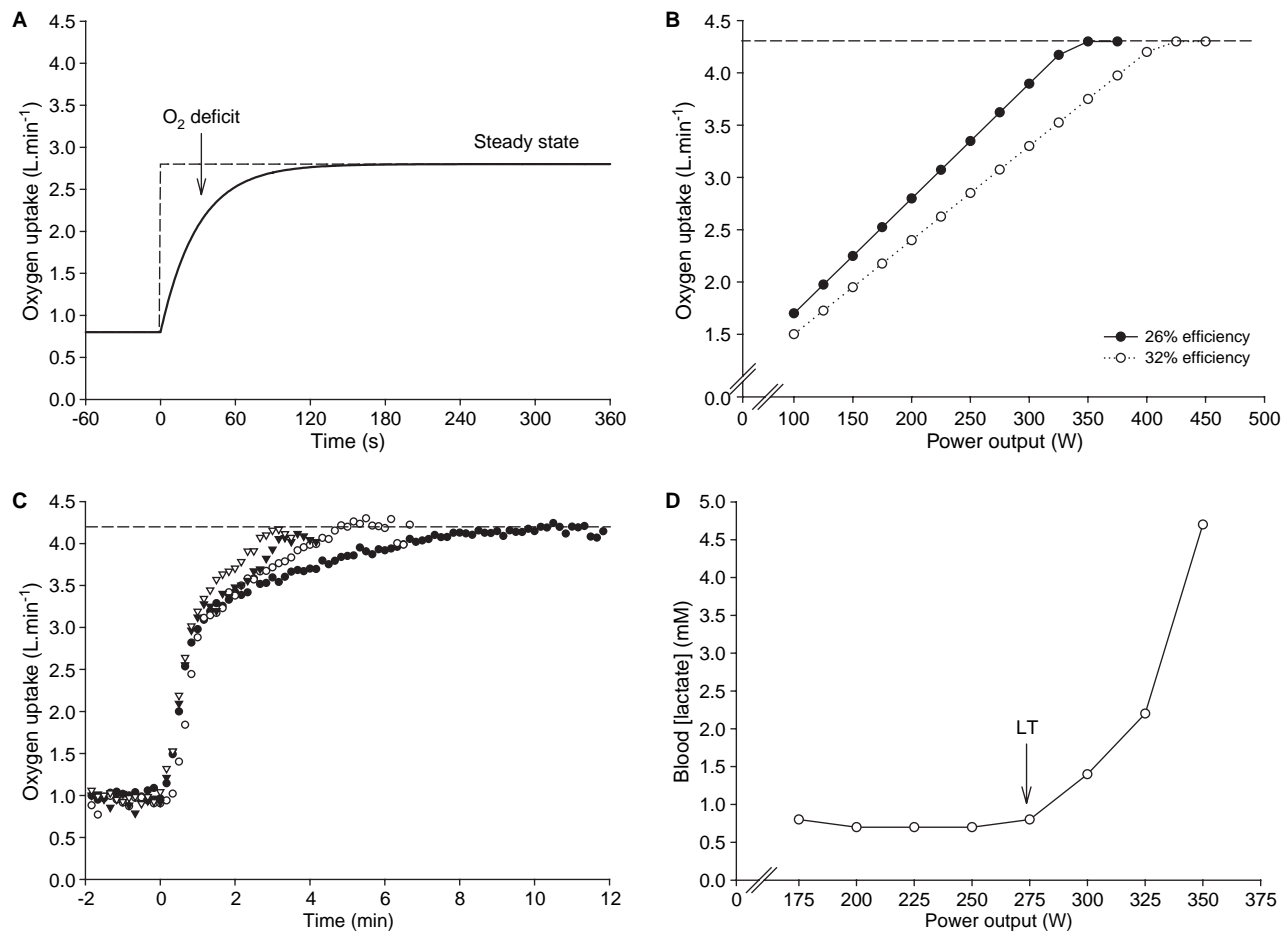 A
4.5
4.0
3.5
3.0
2.5
2.0
1.5
1.0
0.5
0.0
Oxygen uptake (L.min-1)
O2 deficit
Steady state
-60 0 60 120 180 240 300 360
Time (s)
B
4.5
4.0
4.5
3.0
2.5
2.0
1.5
0.0
Oxygen uptake (L.min-1)
26% efficiency
32% efficiency
0 100 150 200 250 300 350 400 450 500
Power output (W)
C
4.5
4.0
3.5
3.0
2.5
2.0
1.5
1.0
0.5
0.0
Oxygen uptake (L.min-1)
-2 0 2 4 6 8 10 12
Time (min)
D
5.0
4.5
4.0
3.5
3.0
2.5
2.0
1.5
1.0
0.5
0.0
Blood [lactate] (mM)
LT
0 175 200 225 250 275 300 325 350 375
Power output (W)